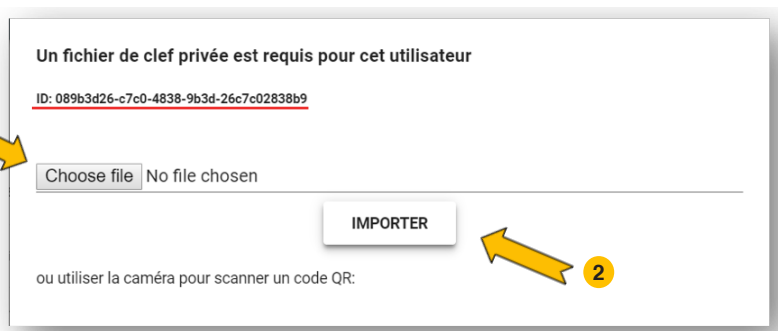 Un fichier de clef privée est requis pour cet utilisateur
ID: 089b3d26-c7c0-4838-9b3d-26c7c02838b9
Choose file No file chosen
IMPORTER
2
ou utiliser la caméra pour scanner un code QR: